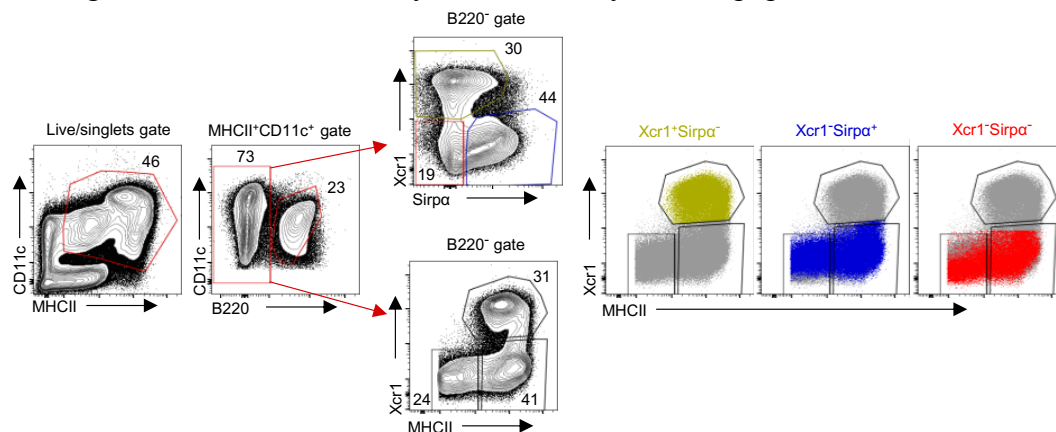 B220⁻ gate
30
44
19
Xcr1
Sirpα
Live/singlets gate
46
CD11c
MHCII
MHCII⁺CD11c⁺ gate
73
23
CD11c
B220
B220⁻ gate
31
24
41
Xcr1
MHCII
Xcr1⁺Sirpα⁻
Xcr1⁻Sirpα⁺
Xcr1⁻Sirpα⁻
Xcr1
MHCII